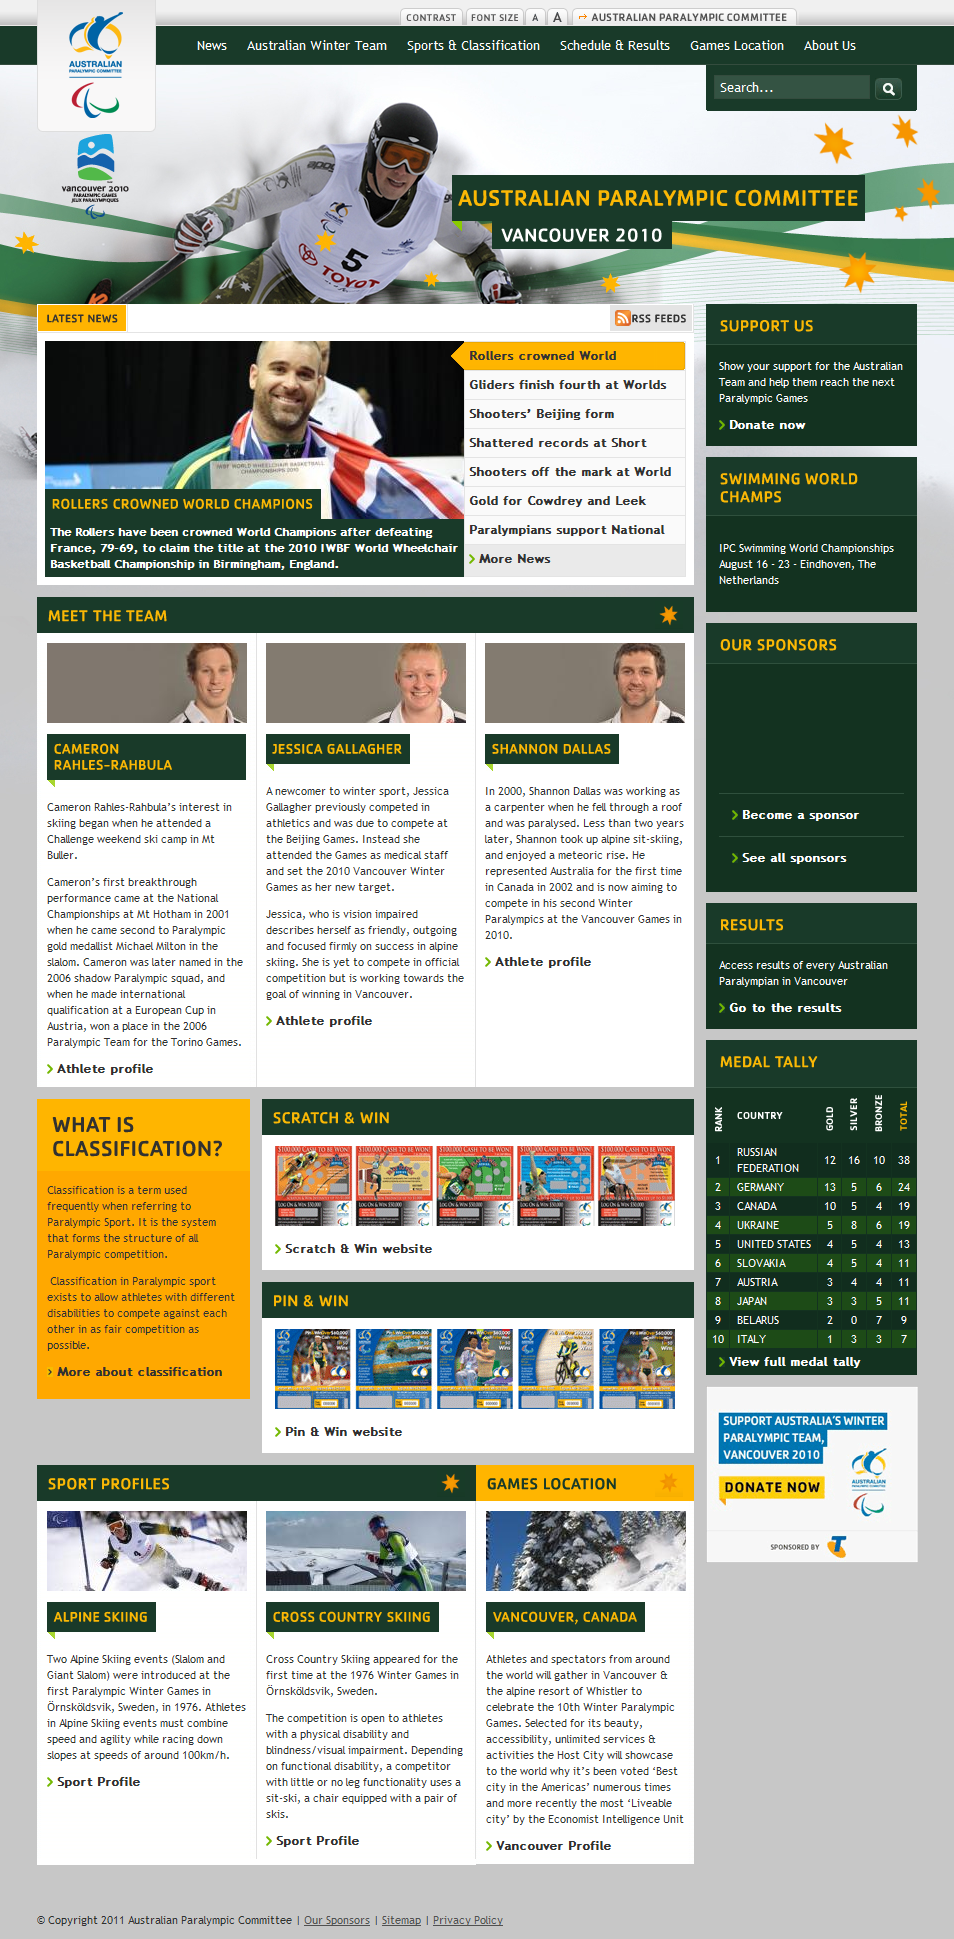 CONTRAST
FONT SIZE
A
A
AUSTRALIAN PARALYMPIC COMMITTEE
AUSTRALIAN
PARALYMPIC COMMITTEE
News
Australian Winter Team
Sports & Classification
Schedule & Results
Games Location
About Us
Search...
vancouver 2010
PARALYMPIC GAMES
JEUX PARALYMPIQUES
5
TOYOT
AUSTRALIAN PARALYMPIC COMMITTEE
VANCOUVER 2010
LATEST NEWS
RSS FEEDS
IWBF WORLD WHEELCHAIR BASKETBALL
CHAMPIONSHIPS 2010
ROLLERS CROWNED WORLD CHAMPIONS
The Rollers have been crowned World Champions after defeating
France, 79-69, to claim the title at the 2010 IWBF World Wheelchair
Basketball Championship in Birmingham, England.
Rollers crowned World
Gliders finish fourth at Worlds
Shooters' Beijing form
Shattered records at Short
Shooters off the mark at World
Gold for Cowdrey and Leek
Paralympians support National
More News
SUPPORT US
Show your support for the Australian
Team and help them reach the next
Paralympic Games
Donate now
SWIMMING WORLD
CHAMPS
IPC Swimming World Championships
August 16 - 23 - Eindhoven, The
Netherlands
OUR SPONSORS
Become a sponsor
See all sponsors
RESULTS
Access results of every Australian
Paralympian in Vancouver
Go to the results
MEDAL TALLY
RANK COUNTRY GOLD SILVER BRONZE TOTAL
1 RUSSIAN FEDERATION 12 16 10 38
2 GERMANY 13 5 6 24
3 CANADA 10 5 4 19
4 UKRAINE 5 8 6 19
5 UNITED STATES 4 5 4 13
6 SLOVAKIA 4 5 4 11
7 AUSTRIA 3 4 4 11
8 JAPAN 3 3 5 11
9 BELARUS 2 0 7 9
10 ITALY 1 3 3 7
View full medal tally
SUPPORT AUSTRALIA'S WINTER
PARALYMPIC TEAM,
VANCOUVER 2010
DONATE NOW
AUSTRALIAN
PARALYMPIC COMMITTEE
SPONSORED BY
T
MEET THE TEAM
CAMERON
RAHLES-RAHBULA
Cameron Rahles-Rahbula's interest in
skiing began when he attended a
Challenge weekend ski camp in Mt
Buller.
Cameron's first breakthrough
performance came at the National
Championships at Mt Hotham in 2001
when he came second to Paralympic
gold medallist Michael Milton in the
slalom. Cameron was later named in the
2006 shadow Paralympic squad, and
when he made international
qualification at a European Cup in
Austria, won a place in the 2006
Paralympic Team for the Torino Games.
Athlete profile
JESSICA GALLAGHER
A newcomer to winter sport, Jessica
Gallagher previously competed in
athletics and was due to compete at
the Beijing Games. Instead she
attended the Games as medical staff
and set the 2010 Vancouver Winter
Games as her new target.
Jessica, who is vision impaired
describes herself as friendly, outgoing
and focused firmly on success in alpine
skiing. She is yet to compete in official
competition but is working towards the
goal of winning in Vancouver.
Athlete profile
SHANNON DALLAS
In 2000, Shannon Dallas was working as
a carpenter when he fell through a roof
and was paralysed. Less than two years
later, Shannon took up alpine sit-skiing,
and enjoyed a meteoric rise. He
represented Australia for the first time
in Canada in 2002 and is now aiming to
compete in his second Winter
Paralympics at the Vancouver Games in
2010.
Athlete profile
WHAT IS
CLASSIFICATION?
Classification is a term used
frequently when referring to
Paralympic Sport. It is the system
that forms the structure of all
Paralympic competition.
Classification in Paralympic sport
exists to allow athletes with different
disabilities to compete against each
other in as fair competition as
possible.
More about classification
SCRATCH & WIN
Scratch & Win website
PIN & WIN
Pin & Win website
SPORT PROFILES
ALPINE SKIING
Two Alpine Skiing events (Slalom and
Giant Slalom) were introduced at the
first Paralympic Winter Games in
Örnsköldsvik, Sweden, in 1976. Athletes
in Alpine Skiing events must combine
speed and agility while racing down
slopes at speeds of around 100km/h.
Sport Profile
CROSS COUNTRY SKIING
Cross Country Skiing appeared for the
first time at the 1976 Winter Games in
Örnsköldsvik, Sweden.
The competition is open to athletes
with a physical disability and
blindness/visual impairment. Depending
on functional disability, a competitor
with little or no leg functionality uses a
sit-ski, a chair equipped with a pair of
skis.
Sport Profile
GAMES LOCATION
VANCOUVER, CANADA
Athletes and spectators from around
the world will gather in Vancouver &
the alpine resort of Whistler to
celebrate the 10th Winter Paralympic
Games. Selected for its beauty,
accessibility, unlimited services &
activities the Host City will showcase
to the world why it's been voted 'Best
city in the Americas' numerous times
and more recently the most 'Liveable
city' by the Economist Intelligence Unit
Vancouver Profile
© Copyright 2011 Australian Paralympic Committee | Our Sponsors | Sitemap | Privacy Policy